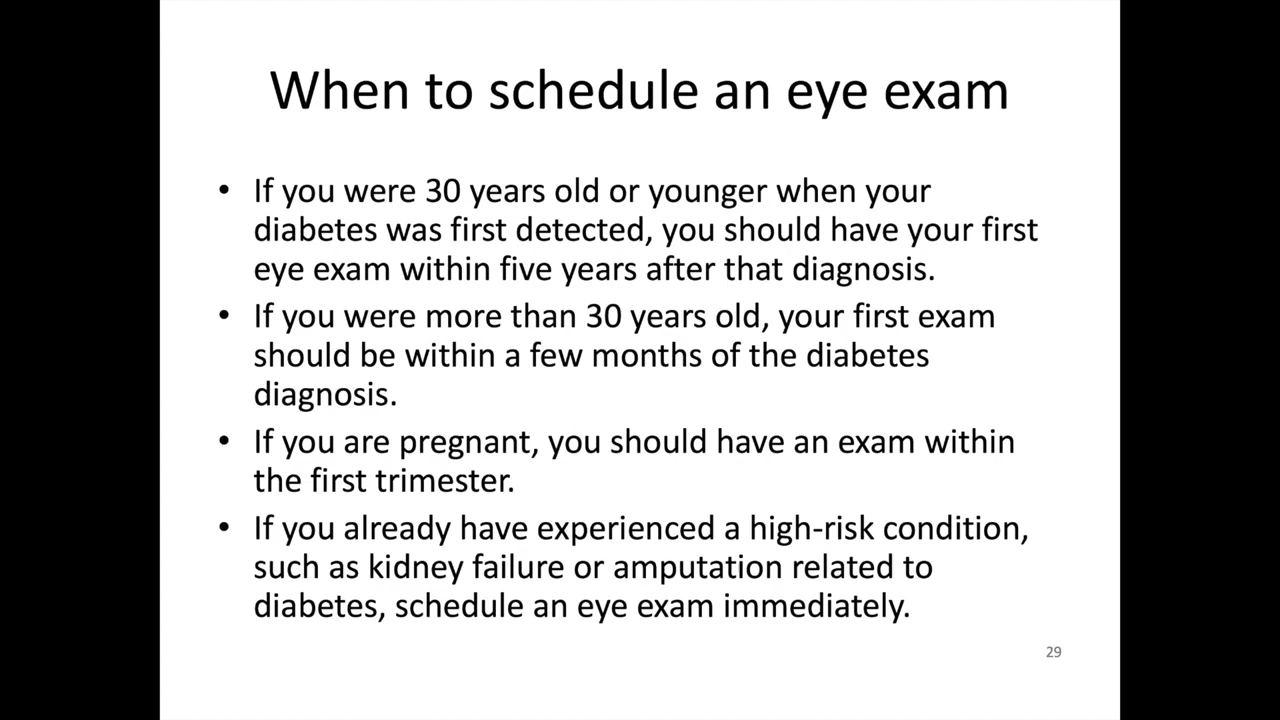 When to schedule an eye exam
• If you were 30 years old or younger when your
diabetes was first detected, you should have your first
eye exam within five years after that diagnosis.
• If you were more than 30 years old, your first exam
should be within a few months of the diabetes
diagnosis.
• If you are pregnant, you should have an exam within
the first trimester.
• If you already have experienced a high-risk condition,
such as kidney failure or amputation related to
diabetes, schedule an eye exam immediately.
29